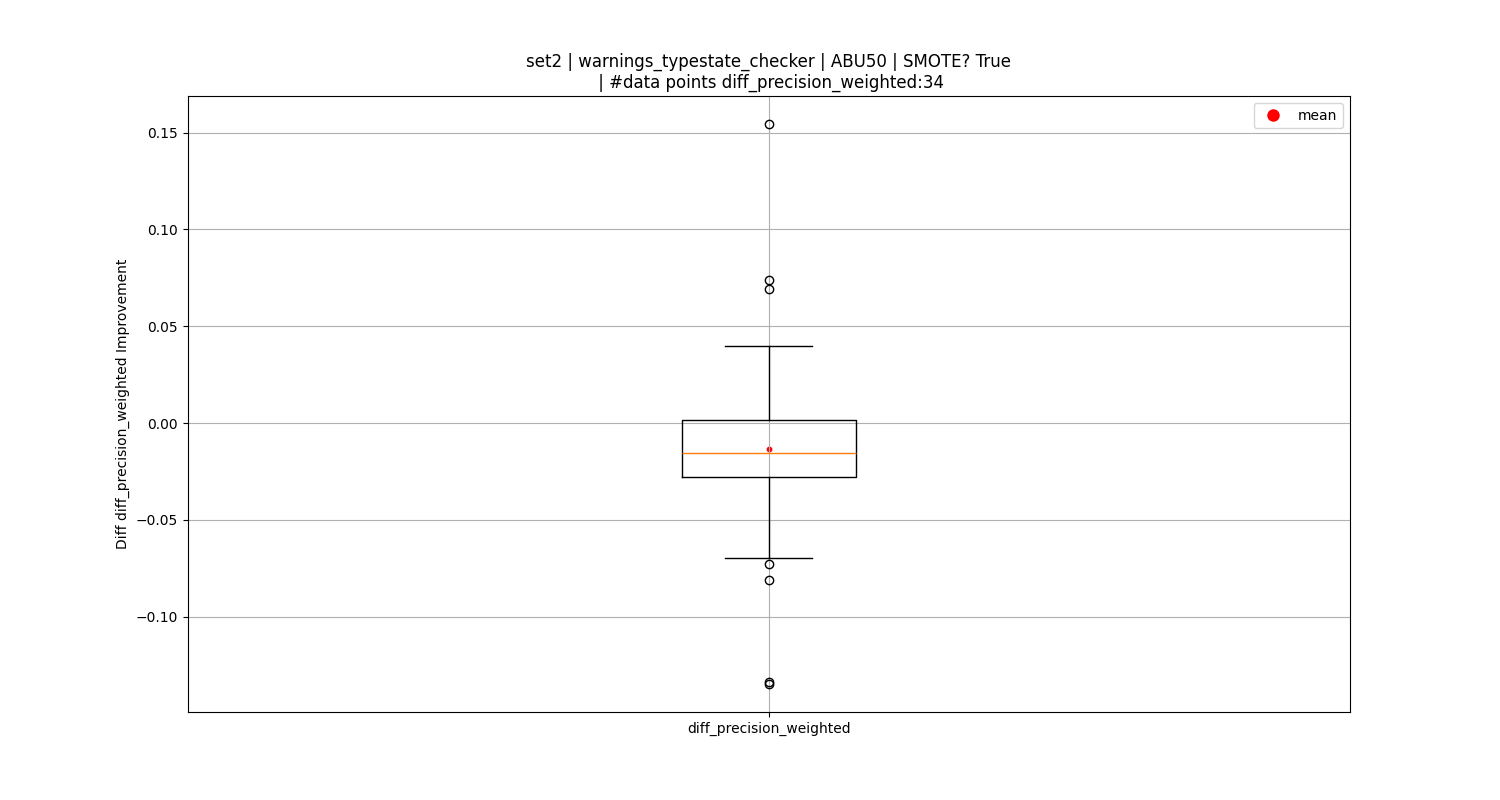 set2 | warnings_typestate_checker | ABU50 | SMOTE? True
| #data points diff_precision_weighted:34
mean
0.15
0.10
0.05
0.00
−0.05
−0.10
Diff diff_precision_weighted Improvement
diff_precision_weighted